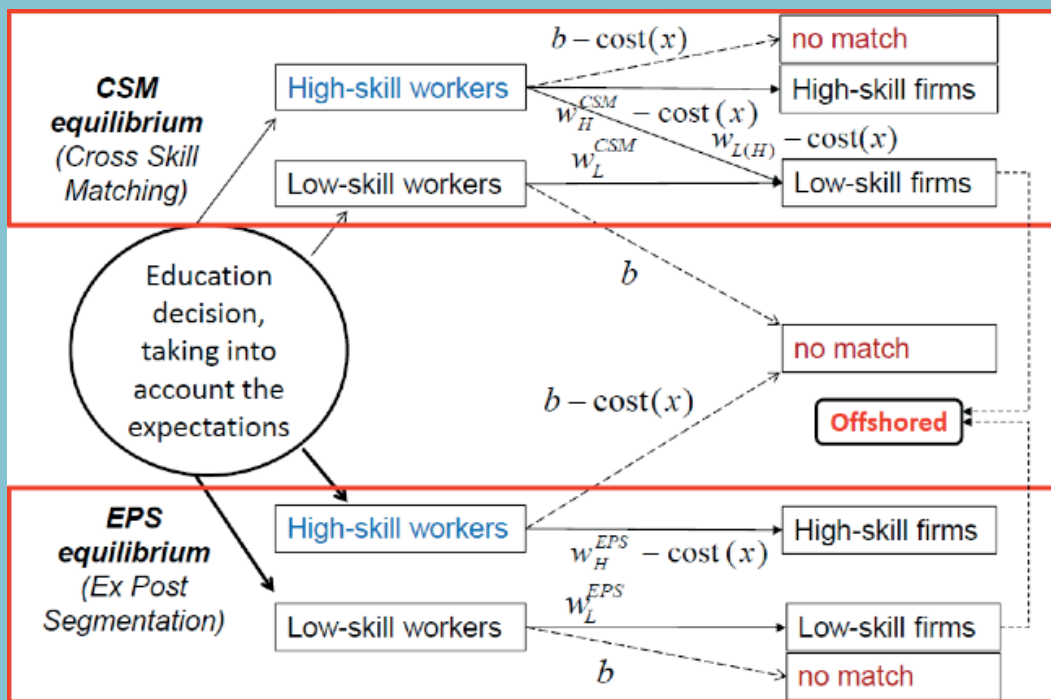 CSM
equilibrium
(Cross Skill
Matching)
High-skill workers
Low-skill workers
b − cost(x)
w_H^{CSM} − cost(x)
w_{L(H)} − cost(x)
w_L^{CSM}
no match
High-skill firms
Low-skill firms
Education
decision,
taking into
account the
expectations
b
no match
b − cost(x)
Offshored
EPS
equilibrium
(Ex Post
Segmentation)
High-skill workers
w_H^{EPS} − cost(x)
High-skill firms
Low-skill workers
w_L^{EPS}
Low-skill firms
b
no match